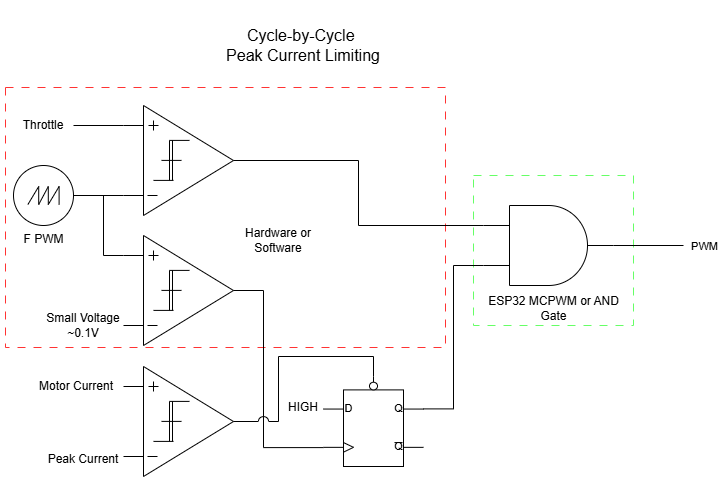 Cycle-by-Cycle
Peak Current Limiting
Throttle
+
−
F PWM
+
Hardware or
Software
Small Voltage
~0.1V
−
PWM
ESP32 MCPWM or AND
Gate
Motor Current
+
HIGH
D
Q
Peak Current
−
Q̅